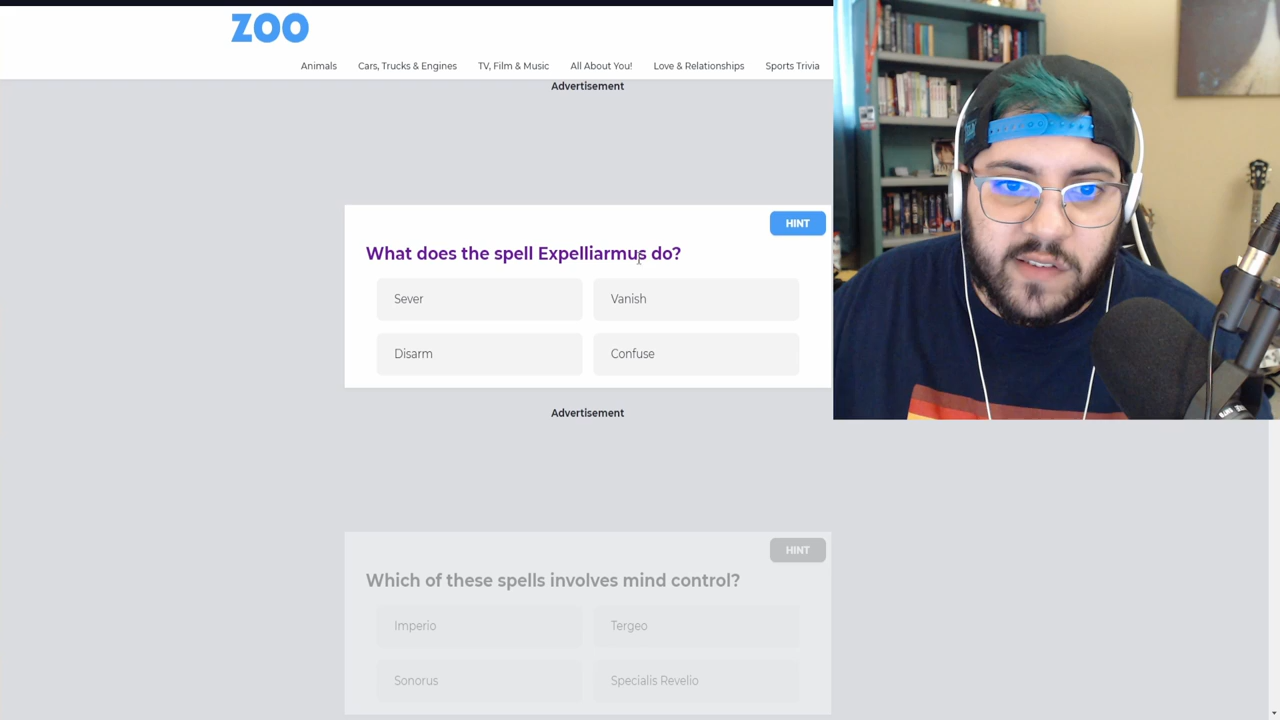 ZOO
Animals Cars, Trucks & Engines TV, Film & Music All About You! Love & Relationships Sports Trivia
Advertisement
HINT
What does the spell Expelliarmus do?
Sever Vanish
Disarm Confuse
Advertisement
HINT
Which of these spells involves mind control?
Imperio Tergeo
Sonorus Specialis Revelio